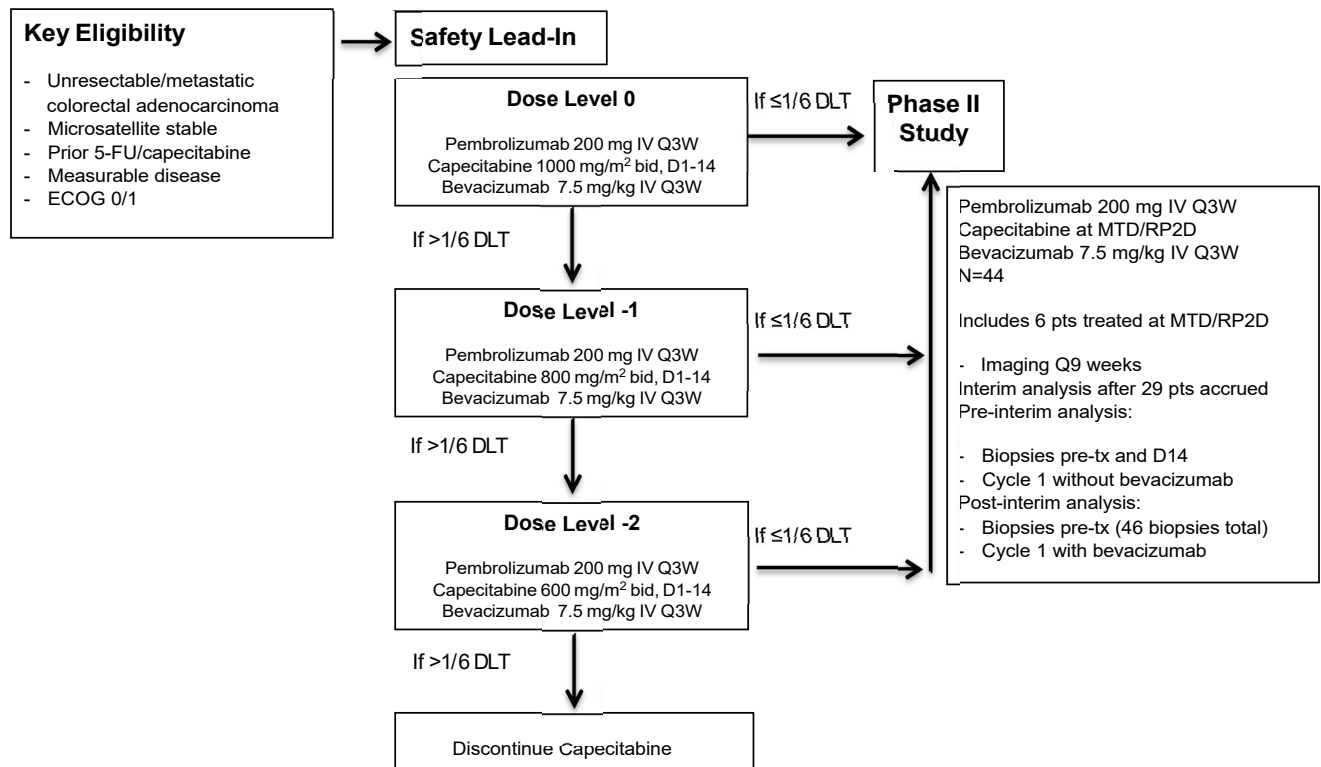 Key Eligibility
- Unresectable/metastatic
colorectal adenocarcinoma
- Microsatellite stable
- Prior 5-FU/capecitabine
- Measurable disease
- ECOG 0/1
Safety Lead-In
Dose Level 0
Pembrolizumab 200 mg IV Q3W
Capecitabine 1000 mg/m² bid, D1-14
Bevacizumab 7.5 mg/kg IV Q3W
If ≤1/6 DLT
Phase II
Study
If >1/6 DLT
Dose Level -1
Pembrolizumab 200 mg IV Q3W
Capecitabine 800 mg/m² bid, D1-14
Bevacizumab 7.5 mg/kg IV Q3W
If ≤1/6 DLT
If >1/6 DLT
Dose Level -2
Pembrolizumab 200 mg IV Q3W
Capecitabine 600 mg/m² bid, D1-14
Bevacizumab 7.5 mg/kg IV Q3W
If ≤1/6 DLT
If >1/6 DLT
Discontinue Capecitabine
Pembrolizumab 200 mg IV Q3W
Capecitabine at MTD/RP2D
Bevacizumab 7.5 mg/kg IV Q3W
N=44
Includes 6 pts treated at MTD/RP2D
- Imaging Q9 weeks
Interim analysis after 29 pts accrued
Pre-interim analysis:
- Biopsies pre-tx and D14
- Cycle 1 without bevacizumab
Post-interim analysis:
- Biopsies pre-tx (46 biopsies total)
- Cycle 1 with bevacizumab